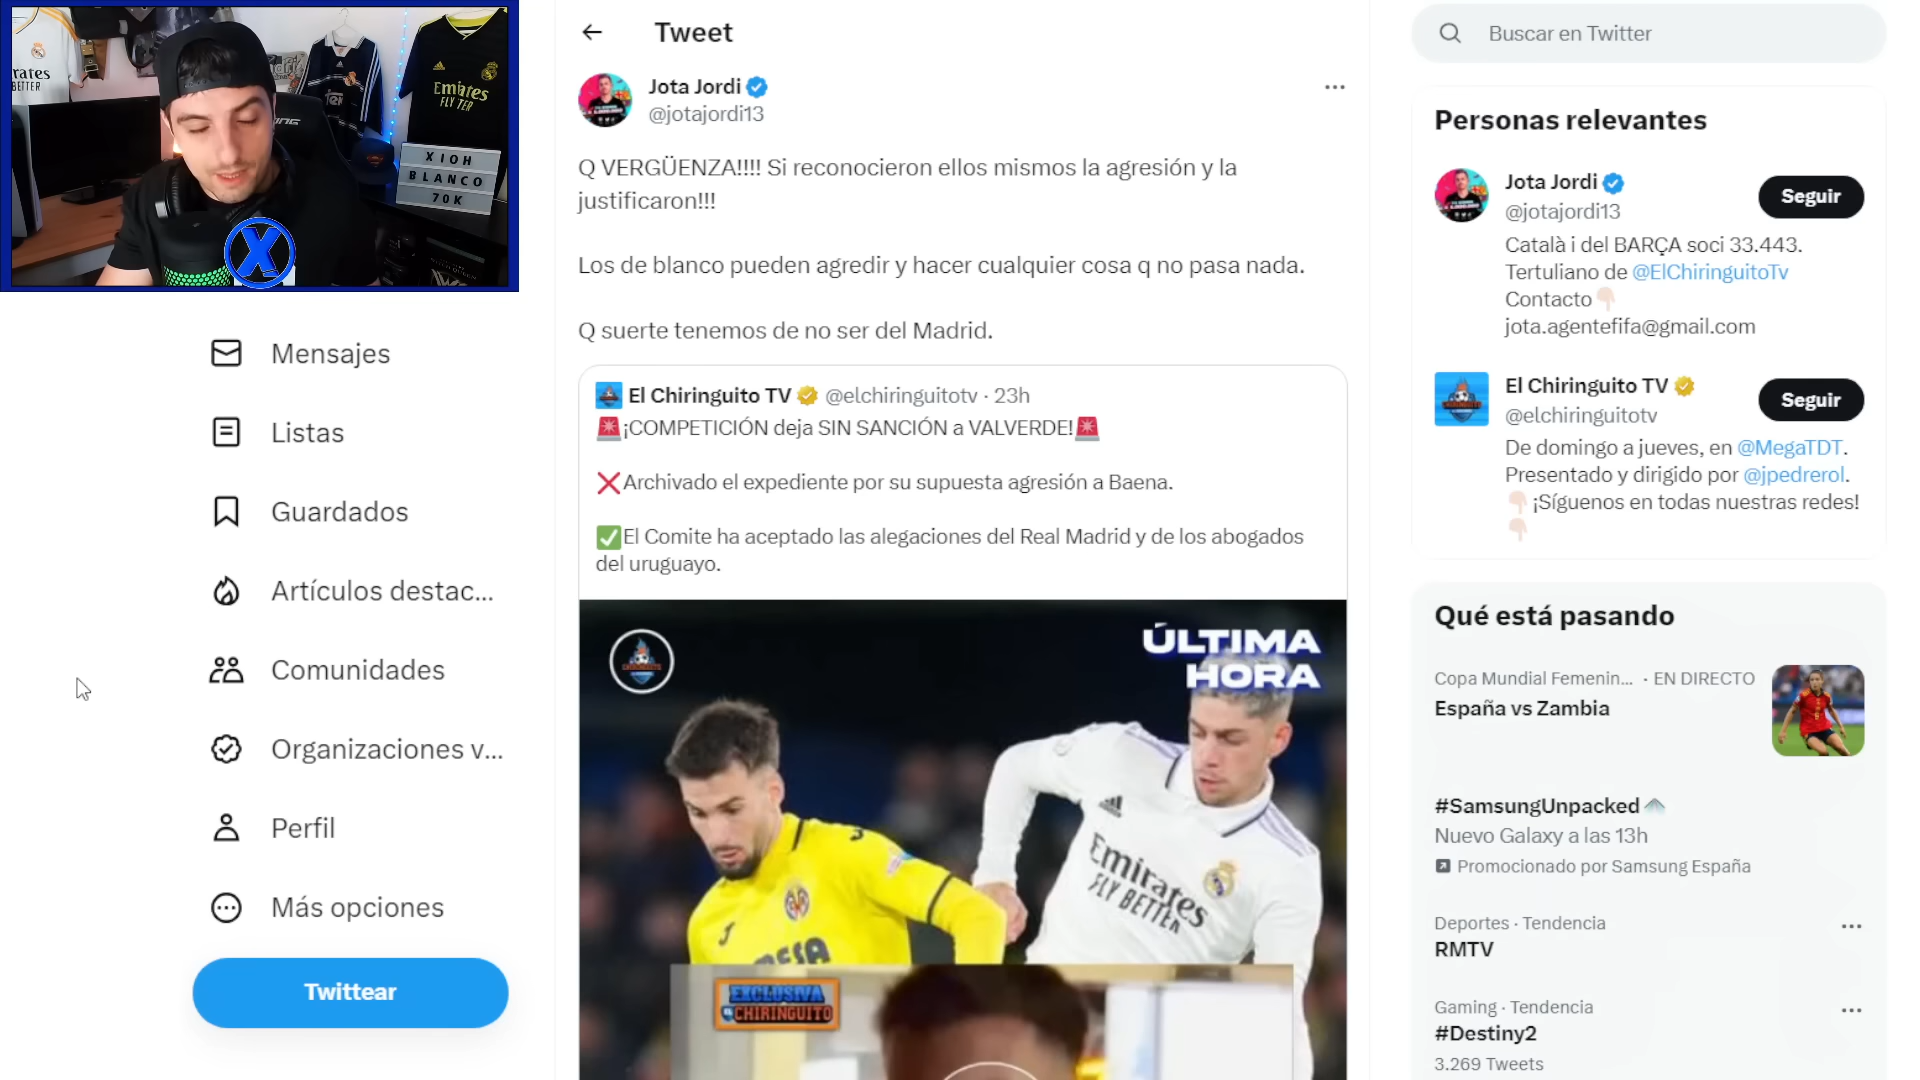 rates
BETTER
Emirates
FLY
TER
XIOH
BLANCO
70K
X
Mensajes
Listas
Guardados
Artículos destac...
Comunidades
Organizaciones v...
Perfil
Más opciones
Twittear
Tweet
Jota Jordi
@jotajordi13
Q VERGÜENZA!!!! Si reconocieron ellos mismos la agresión y la
justificaron!!!
Los de blanco pueden agredir y hacer cualquier cosa q no pasa nada.
Q suerte tenemos de no ser del Madrid.
El Chiringuito TV @elchiringuitotv · 23h
¡COMPETICIÓN deja SIN SANCIÓN a VALVERDE!
Archivado el expediente por su supuesta agresión a Baena.
El Comite ha aceptado las alegaciones del Real Madrid y de los abogados
del uruguayo.
ÚLTIMA
HORA
Emirates
FLY BETTER
EXCLUSIVA
EL CHIRINGUITO
Buscar en Twitter
Personas relevantes
Jota Jordi
@jotajordi13
Seguir
Català i del BARÇA soci 33.443.
Tertuliano de @ElChiringuitoTv
Contacto
jota.agentefifa@gmail.com
El Chiringuito TV
@elchiringuitotv
Seguir
De domingo a jueves, en @MegaTDT.
Presentado y dirigido por @jpedrerol.
¡Síguenos en todas nuestras redes!
Qué está pasando
Copa Mundial Femenin... · EN DIRECTO
España vs Zambia
#SamsungUnpacked
Nuevo Galaxy a las 13h
Promocionado por Samsung España
Deportes · Tendencia
RMTV
Gaming · Tendencia
#Destiny2
3.269 Tweets